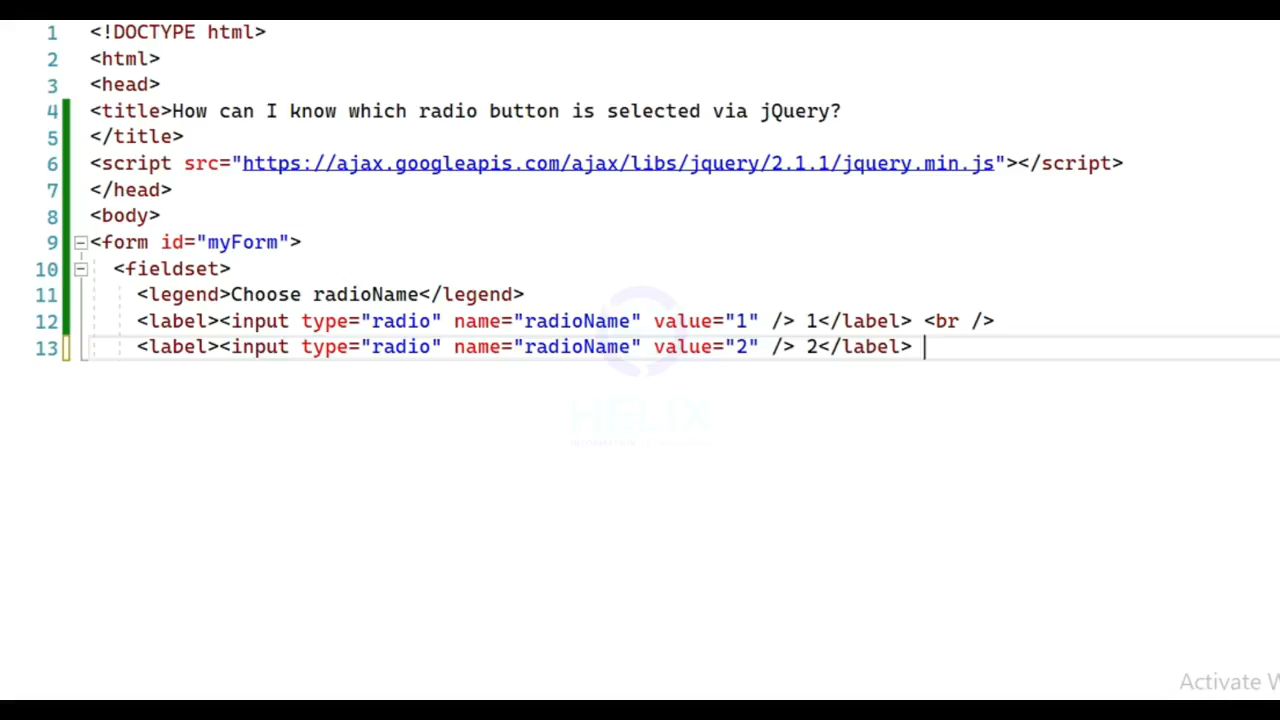 1 <!DOCTYPE html>
2 <html>
3 <head>
4 <title>How can I know which radio button is selected via jQuery?
5 </title>
6 <script src="https://ajax.googleapis.com/ajax/libs/jquery/2.1.1/jquery.min.js"></script>
7 </head>
8 <body>
9 <form id="myForm">
10 <fieldset>
11 <legend>Choose radioName</legend>
12 <label><input type="radio" name="radioName" value="1" /> 1</label> <br />
13 <label><input type="radio" name="radioName" value="2" /> 2</label>
HELIX
Activate